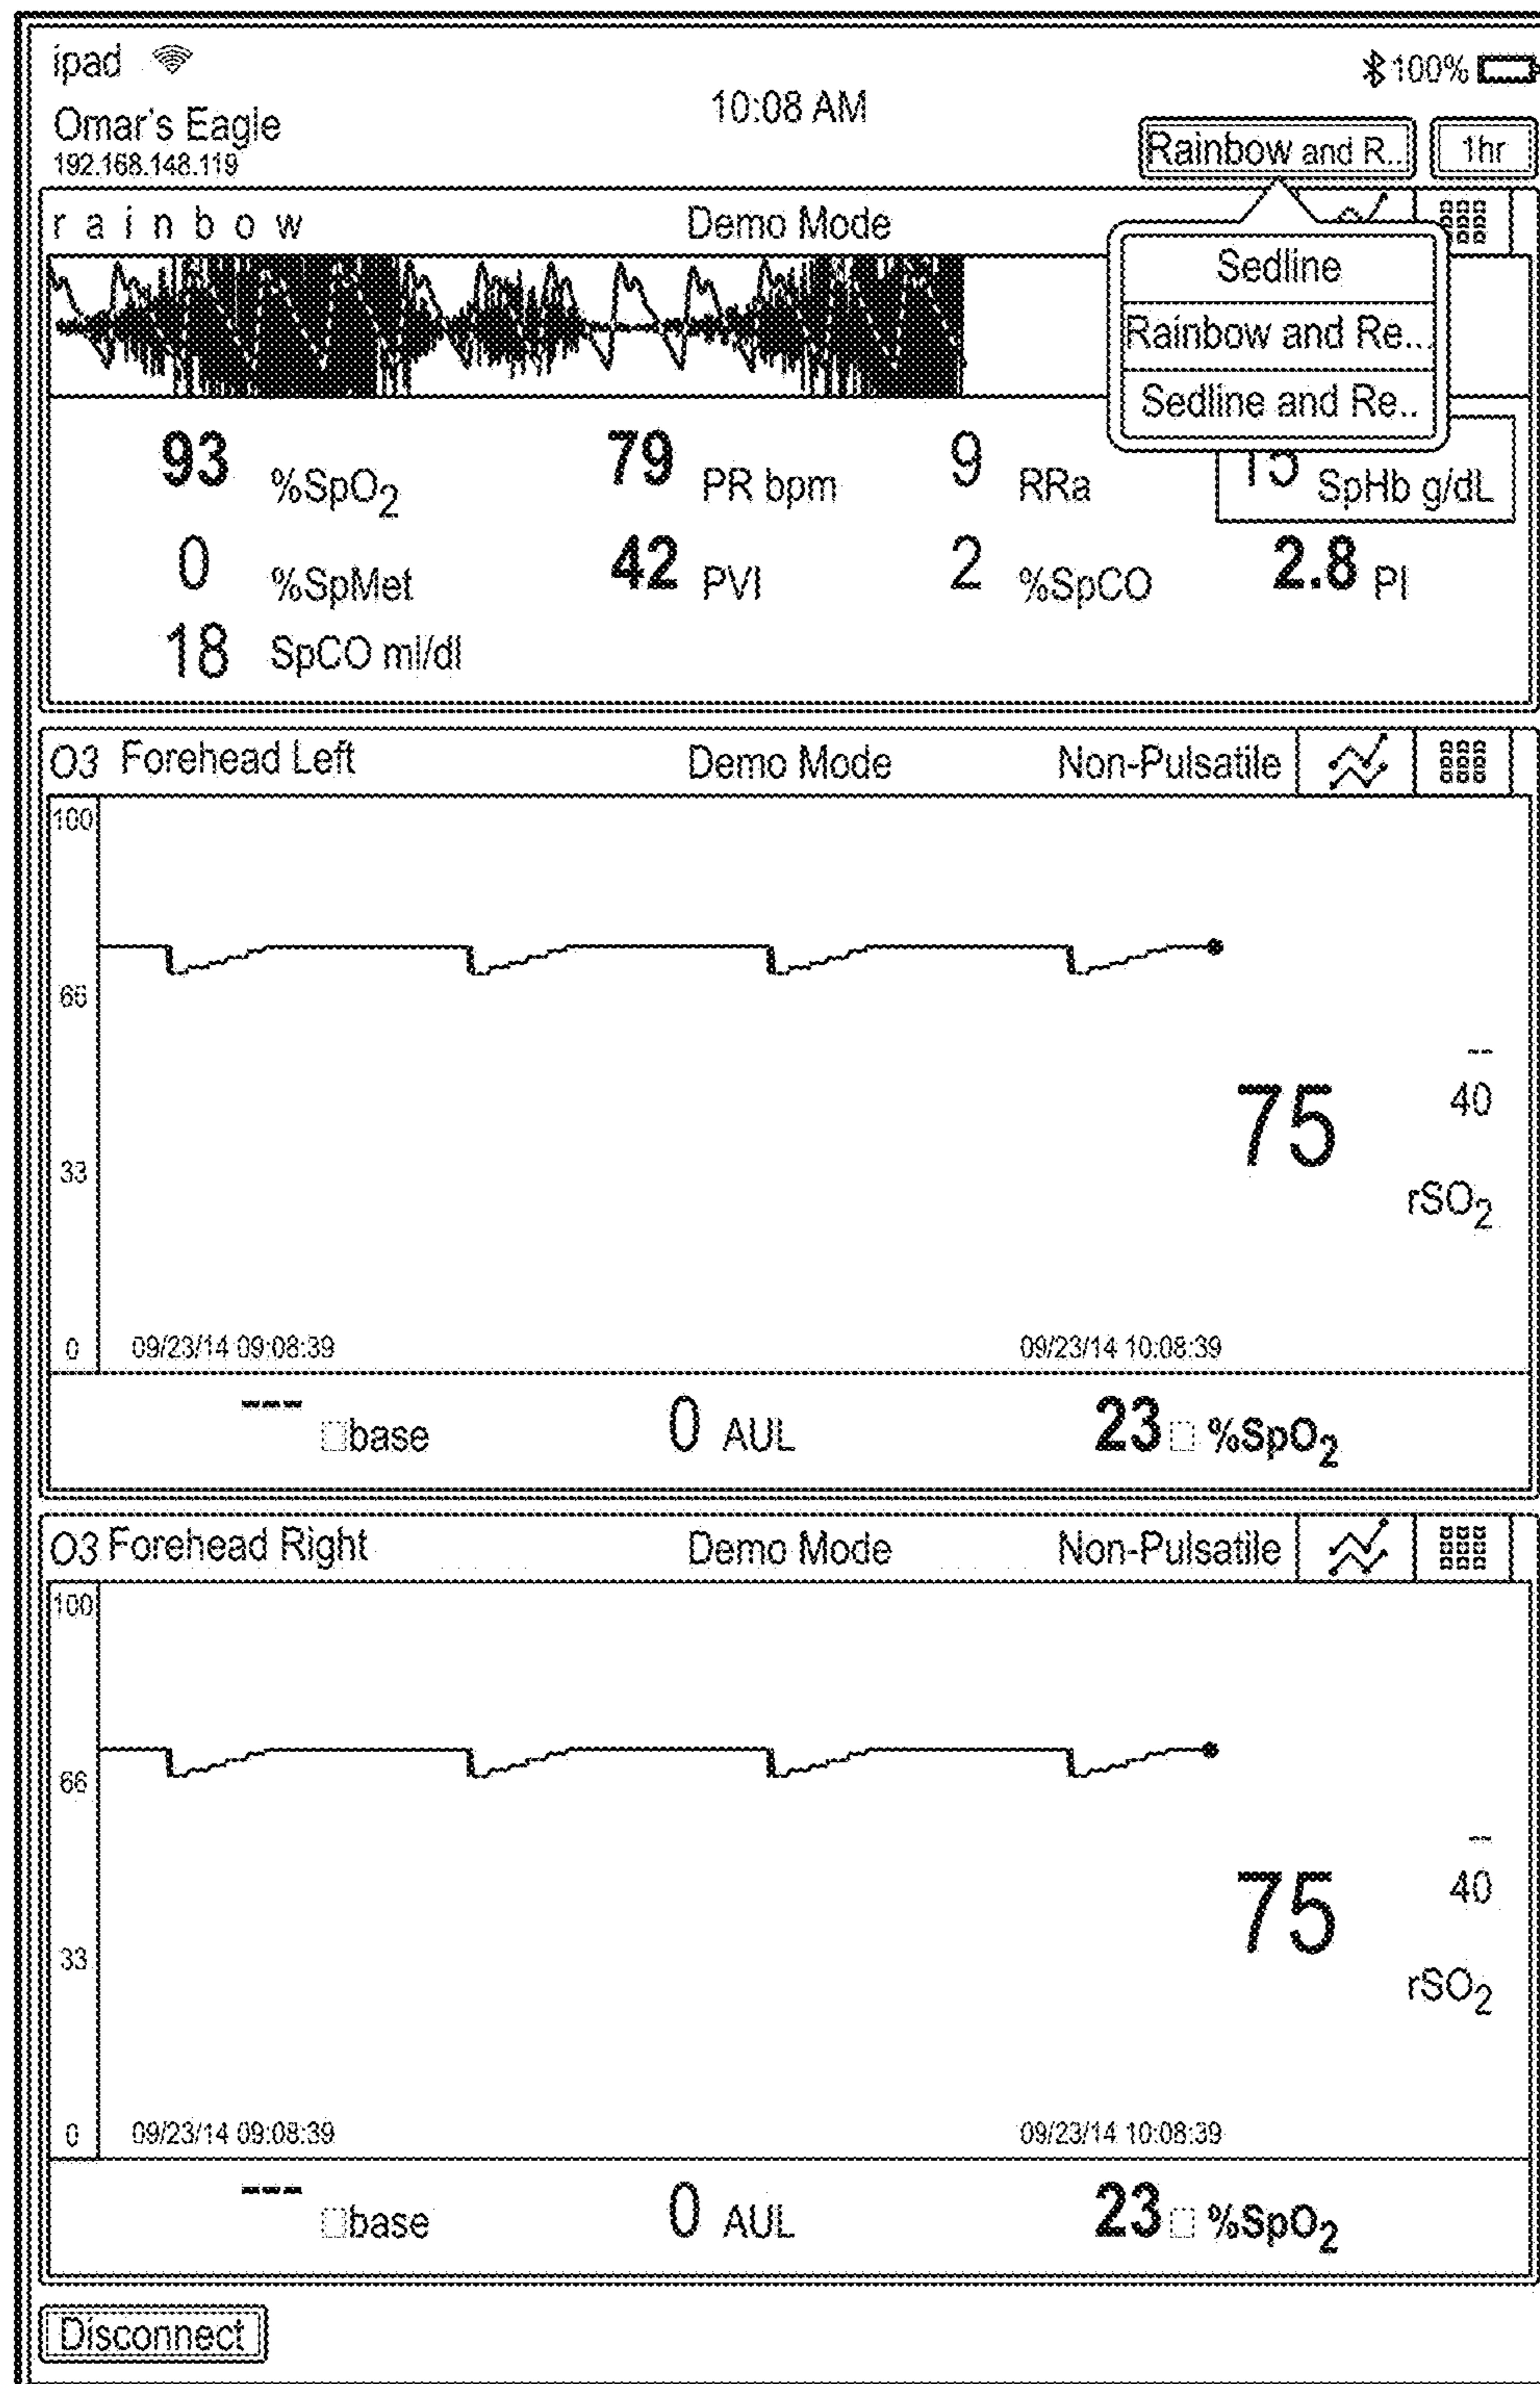 ipad 100%
10:08 AM
Omar's Eagle
192.168.148.119
Rainbow and R.. 1hr
rainbow Demo Mode
Sedline
Rainbow and Re...
Sedline and Re..
93 %SpO2 79 PR bpm 9 RRa 15 SpHb g/dL
0 %SpMet 42 PVI 2 %SpCO 2.8 PI
18 SpCO ml/dl
O3 Forehead Left Demo Mode Non-Pulsatile
100
66
--
75 40
33
rSO2
0 09/23/14 09:08:39 09/23/14 10:08:39
--- □base 0 AUL 23 □ %SpO2
O3 Forehead Right Demo Mode Non-Pulsatile
100
66
--
75 40
33
rSO2
0 09/23/14 09:08:39 09/23/14 10:08:39
--- □base 0 AUL 23 □ %SpO2
Disconnect